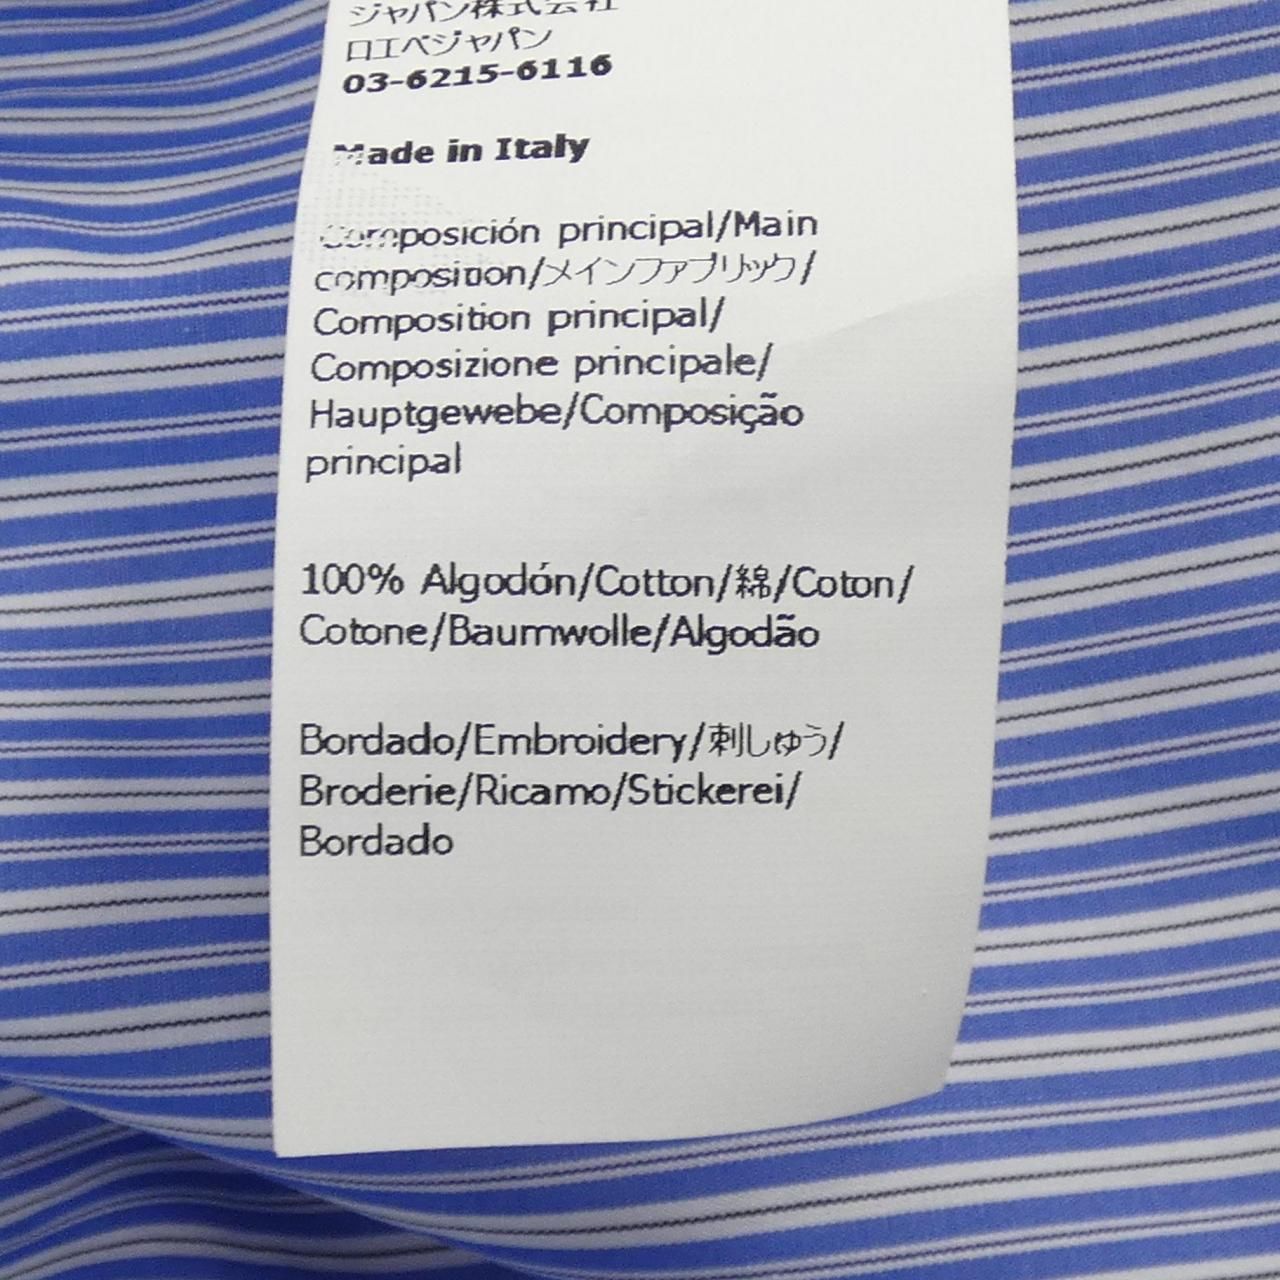 ジャパン株式会社
ロエベジャパン
03-6215-6116
Made in Italy
Composición principal/Main
composition/メインファブリック/
Composition principal/
Composizione principale/
Hauptgewebe/Composição
principal
100% Algodón/Cotton/綿/Coton/
Cotone/Baumwolle/Algodão
Bordado/Embroidery/刺しゅう/
Broderie/Ricamo/Stickerei/
Bordado